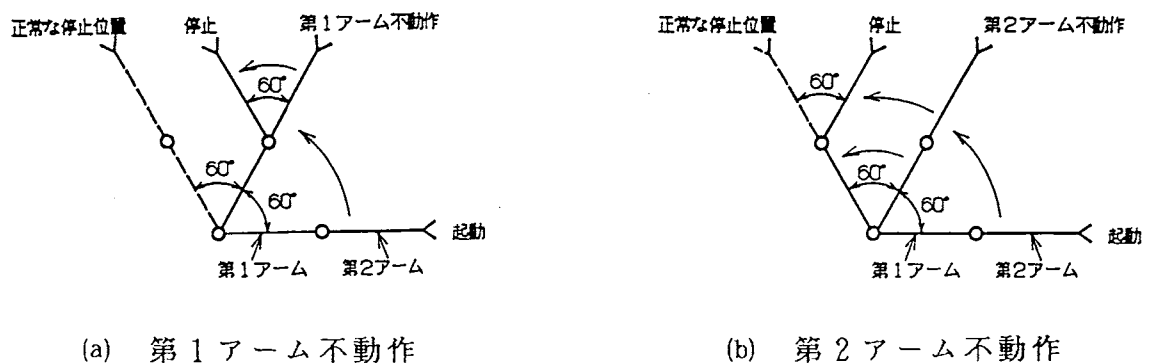 正常な停止位置 停止 第1アーム不動作
60°
60°
60°
起動
第1アーム 第2アーム
(a) 第1アーム不動作
正常な停止位置 停止 第2アーム不動作
60°
60°
60°
起動
第1アーム 第2アーム
(b) 第2アーム不動作